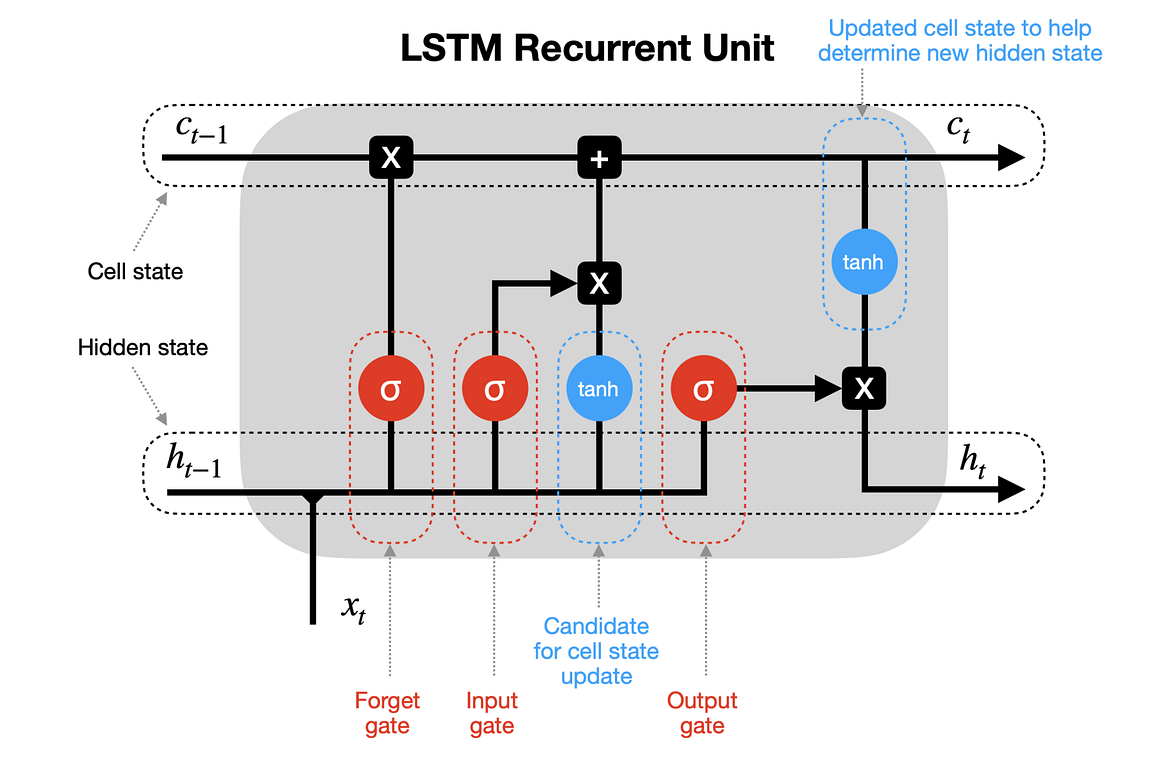 LSTM Recurrent Unit
Updated cell state to help
determine new hidden state
c_{t−1}
c_t
X
+
Cell state
tanh
X
Hidden state
σ
σ
tanh
σ
X
h_{t−1}
h_t
x_t
Candidate
for cell state
update
Forget
gate
Input
gate
Output
gate